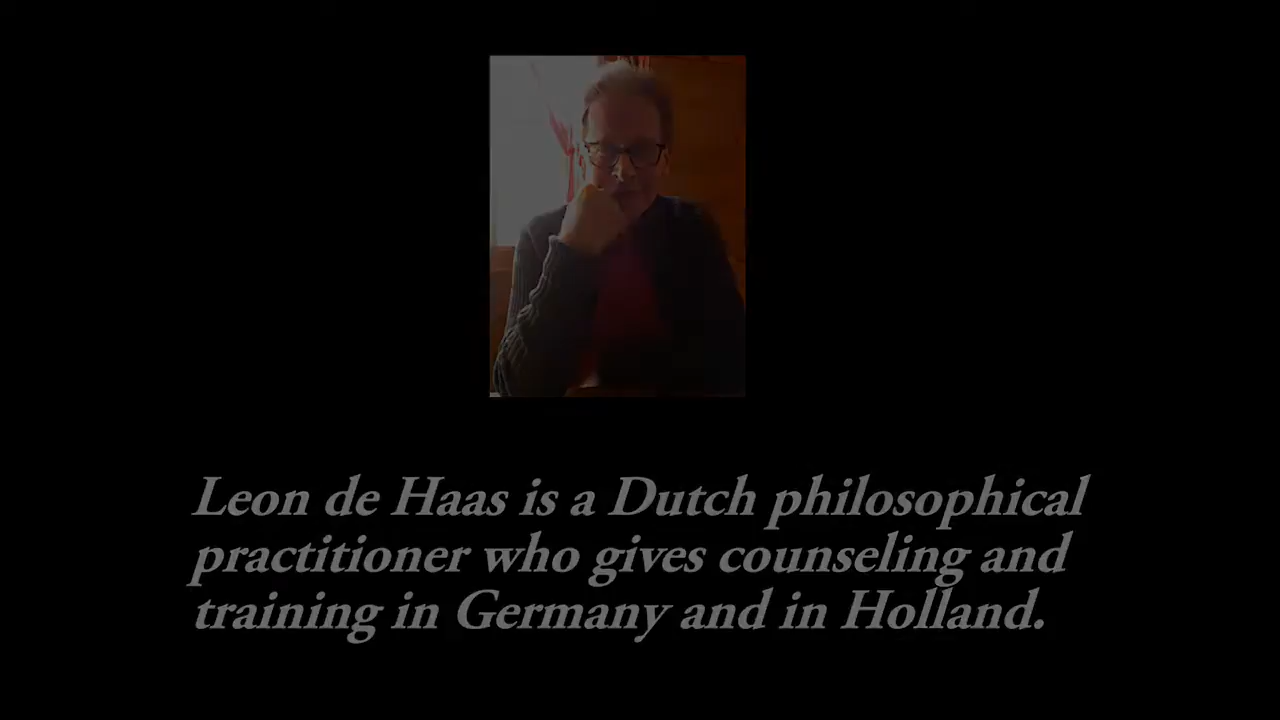 Leon de Haas is a Dutch philosophical
practitioner who gives counseling and
training in Germany and in Holland.